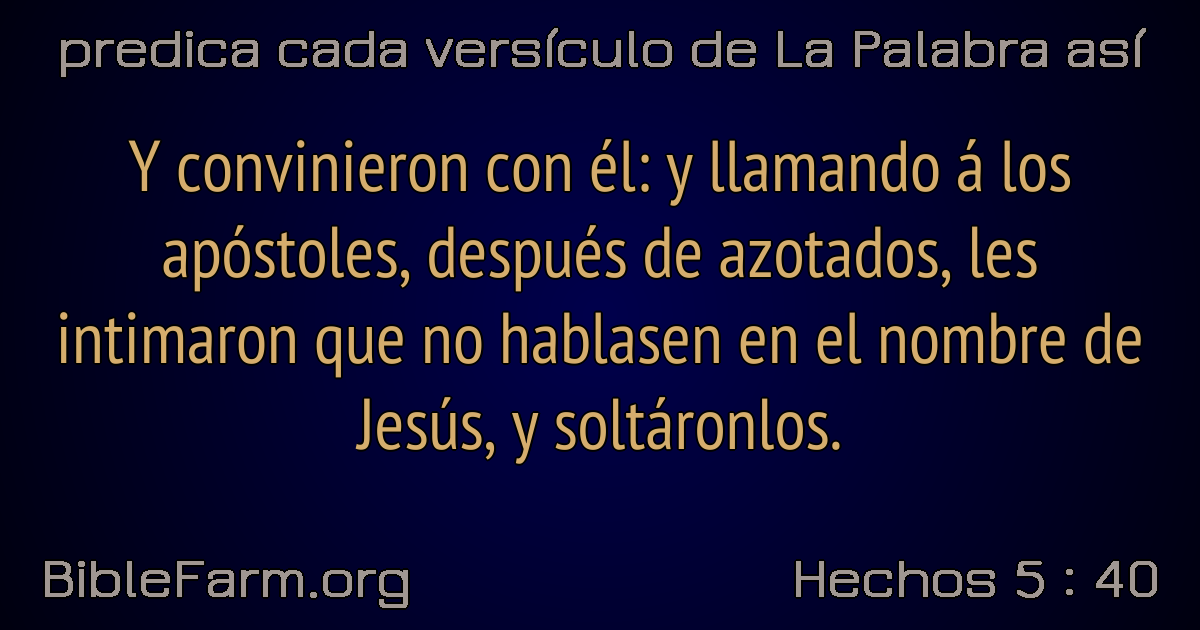 predica cada versículo de La Palabra así
Y convinieron con él: y llamando á los
apóstoles, después de azotados, les
intimaron que no hablasen en el nombre de
Jesús, y soltáronlos.
BibleFarm.org
Hechos 5 : 40